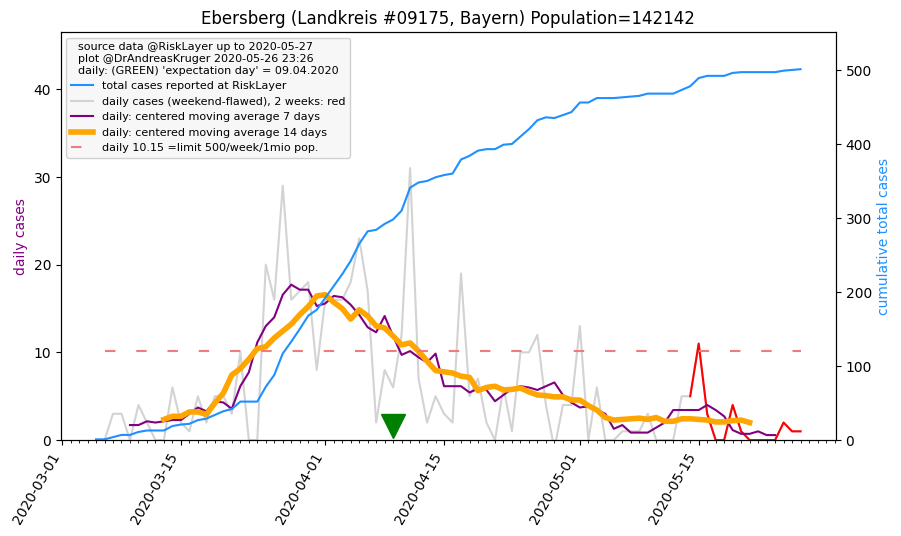 Ebersberg (Landkreis #09175, Bayern) Population=142142
source data @RiskLayer up to 2020-05-27
plot @DrAndreasKruger 2020-05-26 23:26
daily: (GREEN) 'expectation day' = 09.04.2020
total cases reported at RiskLayer
daily cases (weekend-flawed), 2 weeks: red
daily: centered moving average 7 days
daily: centered moving average 14 days
daily 10.15 =limit 500/week/1mio pop.
daily cases
40
30
20
10
0
cumulative total cases
500
400
300
200
100
0
2020-03-01
2020-03-15
2020-04-01
2020-04-15
2020-05-01
2020-05-15